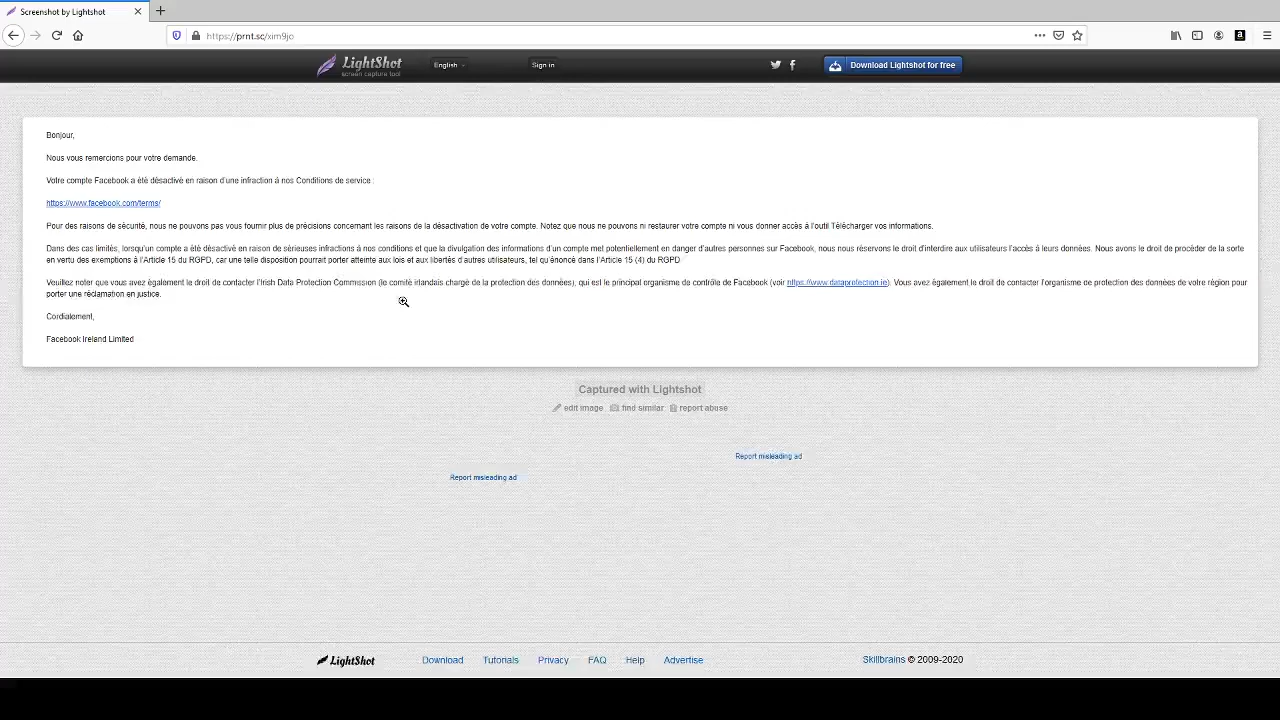 Screenshot by Lightshot
https://prnt.sc/xim9jo
LightShot
screen capture tool
English
Sign in
Download Lightshot for free
Bonjour,
Nous vous remercions pour votre demande.
Votre compte Facebook a été désactivé en raison d'une infraction à nos Conditions de service :
https://www.facebook.com/terms/
Pour des raisons de sécurité, nous ne pouvons pas vous fournir plus de précisions concernant les raisons de la désactivation de votre compte. Notez que nous ne pouvons ni restaurer votre compte ni vous donner accès à l'outil Télécharger vos informations.
Dans des cas limités, lorsqu'un compte a été désactivé en raison de sérieuses infractions à nos conditions et que la divulgation des informations d'un compte met potentiellement en danger d'autres personnes sur Facebook, nous nous réservons le droit d'interdire aux utilisateurs l'accès à leurs données. Nous avons le droit de procéder de la sorte
en vertu des exemptions à l'Article 15 du RGPD, car une telle disposition pourrait porter atteinte aux lois et aux libertés d'autres utilisateurs, tel qu'énoncé dans l'Article 15 (4) du RGPD
Veuillez noter que vous avez également le droit de contacter l'Irish Data Protection Commission (le comité irlandais chargé de la protection des données), qui est le principal organisme de contrôle de Facebook (voir https://www.dataprotection.ie). Vous avez également le droit de contacter l'organisme de protection des données de votre région pour
porter une réclamation en justice.
Cordialement,
Facebook Ireland Limited
Captured with Lightshot
edit image find similar report abuse
Report misleading ad
Report misleading ad
LightShot
Download Tutorials Privacy FAQ Help Advertise
Skillbrains © 2009-2020